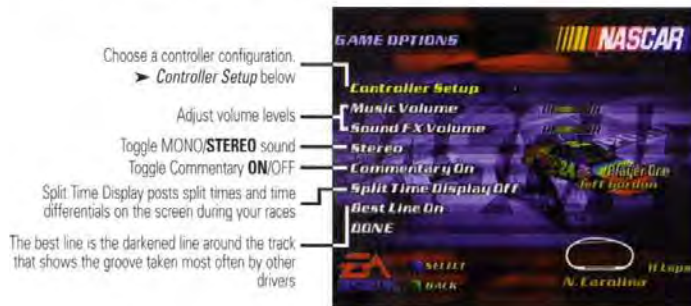 Choose a controller configuration.
➤ Controller Setup below
Adjust volume levels
Toggle MONO/STEREO sound
Toggle Commentary ON/OFF
Split Time Display posts split times and time
differentials on the screen during your races
The best line is the darkened line around the track
that shows the groove taken most often by other
drivers
GAME OPTIONS
NASCAR
Controller Setup
Music Volume
Sound FX Volume
Stereo
Commentary On
Split Time Display Off
Best Line On
DONE
24
Player One
Jeff Gordon
EA
SELECT
BACK
N. Carolina
Laps